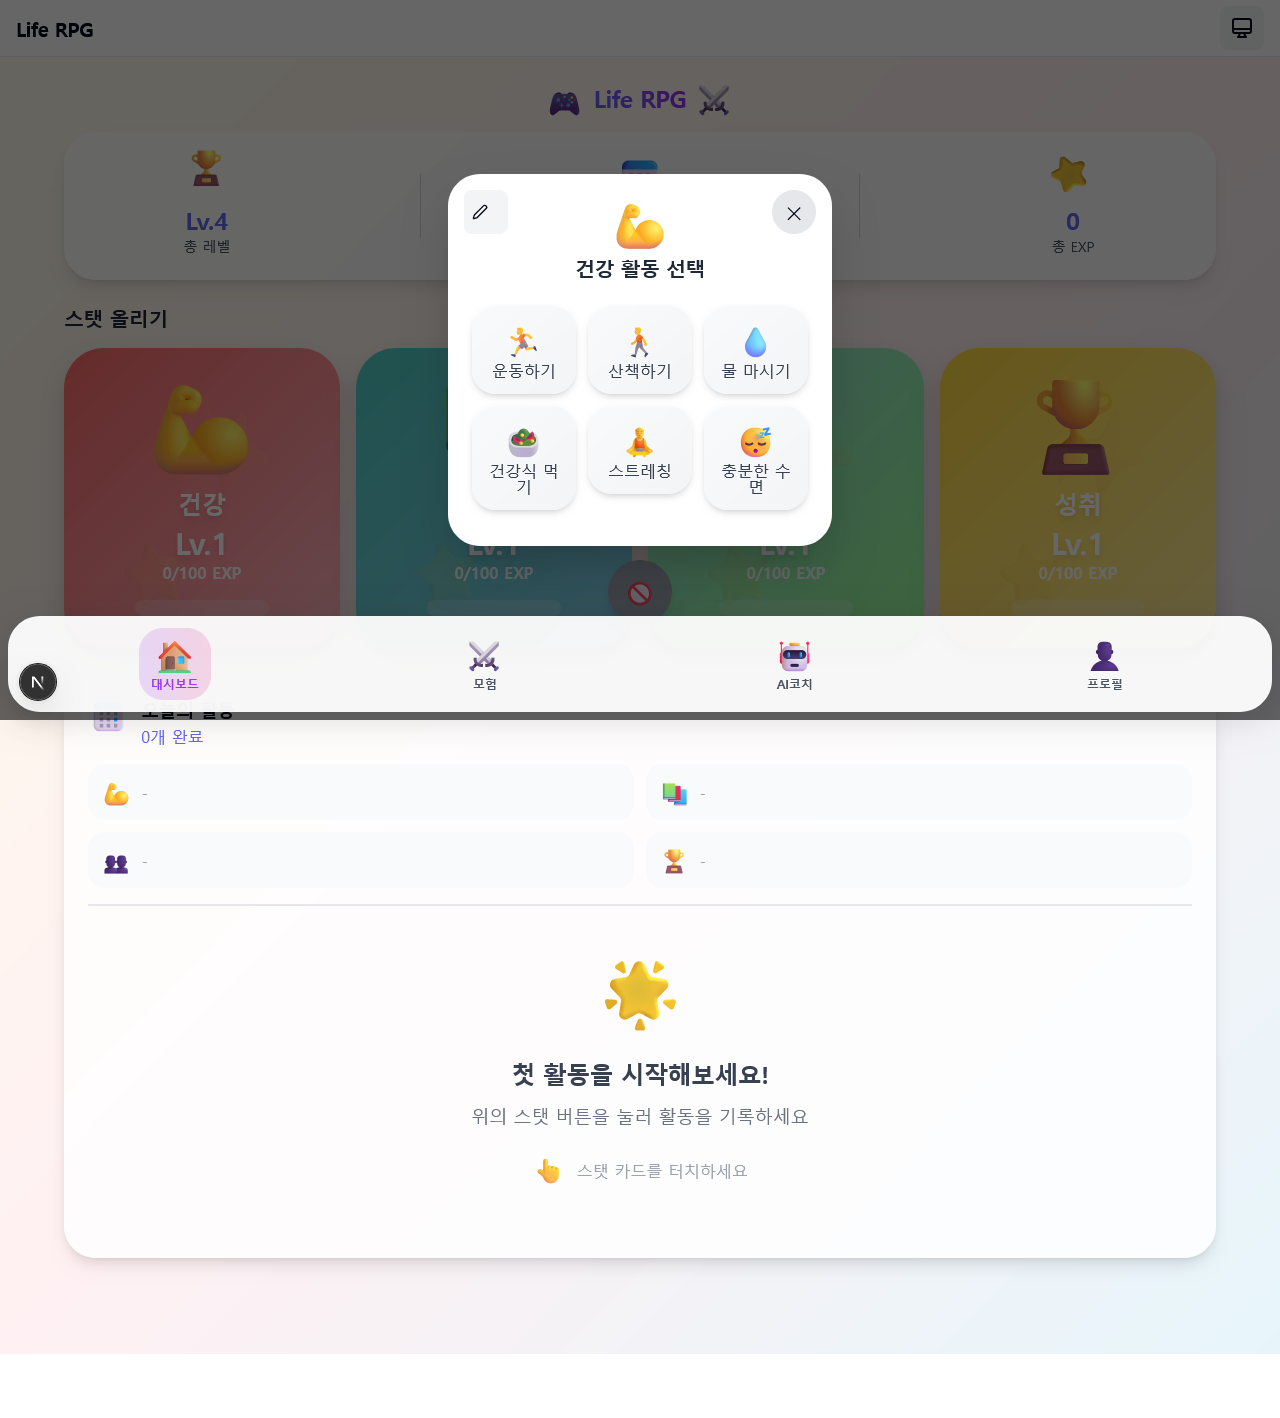 Life RPG
Life RPG
Lv.4
총 레벨
0
총 EXP
스탯 올리기
건강 활동 선택
운동하기
산책하기
물 마시기
건강식 먹
기
스트레칭
충분한 수
면
건강
Lv.1
0/100 EXP
Lv.1
0/100 EXP
Lv.1
0/100 EXP
성취
Lv.1
0/100 EXP
대시보드
모험
AI코치
프로필
N
오늘의 활동
0개 완료
-
-
-
-
첫 활동을 시작해보세요!
위의 스탯 버튼을 눌러 활동을 기록하세요
스탯 카드를 터치하세요